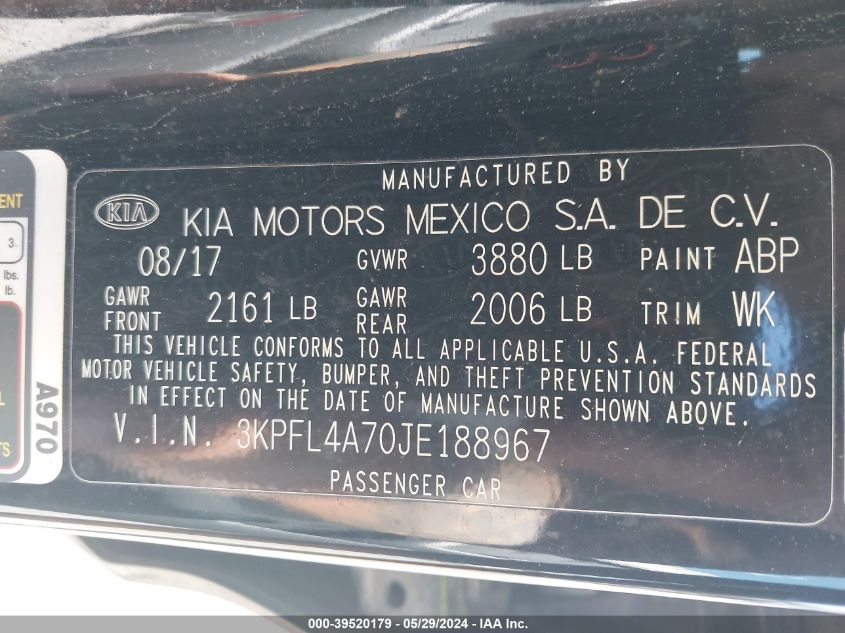 MANUFACTURED BY
KIA KIA MOTORS MEXICO S.A. DE C.V.
08/17 GVWR 3880 LB PAINT ABP
GAWR FRONT 2161 LB GAWR REAR 2006 LB TRIM WK
THIS VEHICLE CONFORMS TO ALL APPLICABLE U.S.A. FEDERAL
MOTOR VEHICLE SAFETY, BUMPER, AND THEFT PREVENTION STANDARDS
IN EFFECT ON THE DATE OF MANUFACTURE SHOWN ABOVE.
V.I.N. 3KPFL4A70JE188967
PASSENGER CAR
3
lbs.
lb.
A970
000-39520179 - 05/29/2024 - IAA Inc.